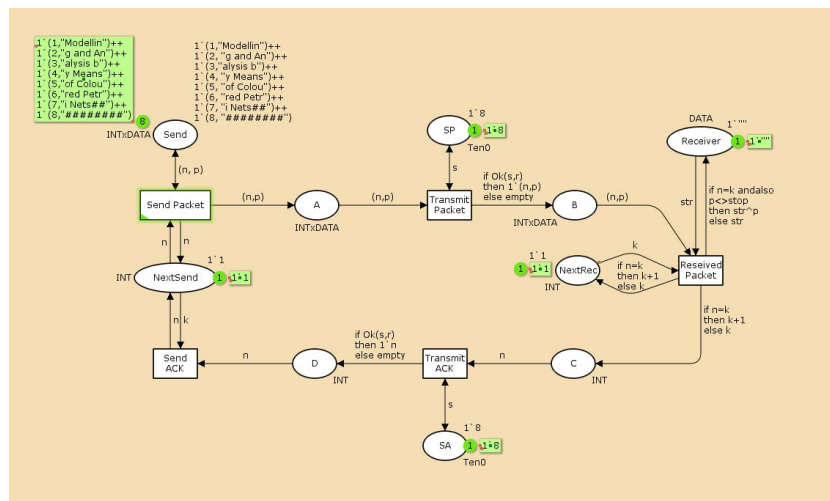 1`(1,"Modellin")++
1`(2,"g and An")++
1`(3,"alysis b")++
1`(4,"y Means")++
1`(5,"of Colou")++
1`(6,"red Petr")++
1`(7,"i Nets##")++
1`(8,"########")
8
1`(1,"Modellin")++
1`(2, "g and An")++
1`(3,"alysis b")++
1`(4, "y Means")++
1`(5, "of Colou")++
1`(6, "red Petr")++
1`(7, "i Nets##")++
1`(8, "########")
Send
INTxDATA
(n, p)
1`8
SP
1
1`8
Ten0
s
DATA
1`""
Receiver
1
1`""
Send Packet
(n,p)
A
INTxDATA
(n,p)
Transmit
Packet
if Ok(s,r)
then 1`(n,p)
else empty
B
INTxDATA
(n,p)
str
if n=k andalso
p<>stop
then str^p
else str
n
n
1`1
INT
NextSend
1
1`1
1`1
1
1`1
NextRec
INT
k
if n=k
then k+1
else k
Reseived
Packet
n
k
Send
ACK
n
D
INT
if Ok(s,r)
then 1`n
else empty
Transmit
ACK
n
C
INT
if n=k
then k+1
else k
s
1`8
SA
1
1`8
Ten0